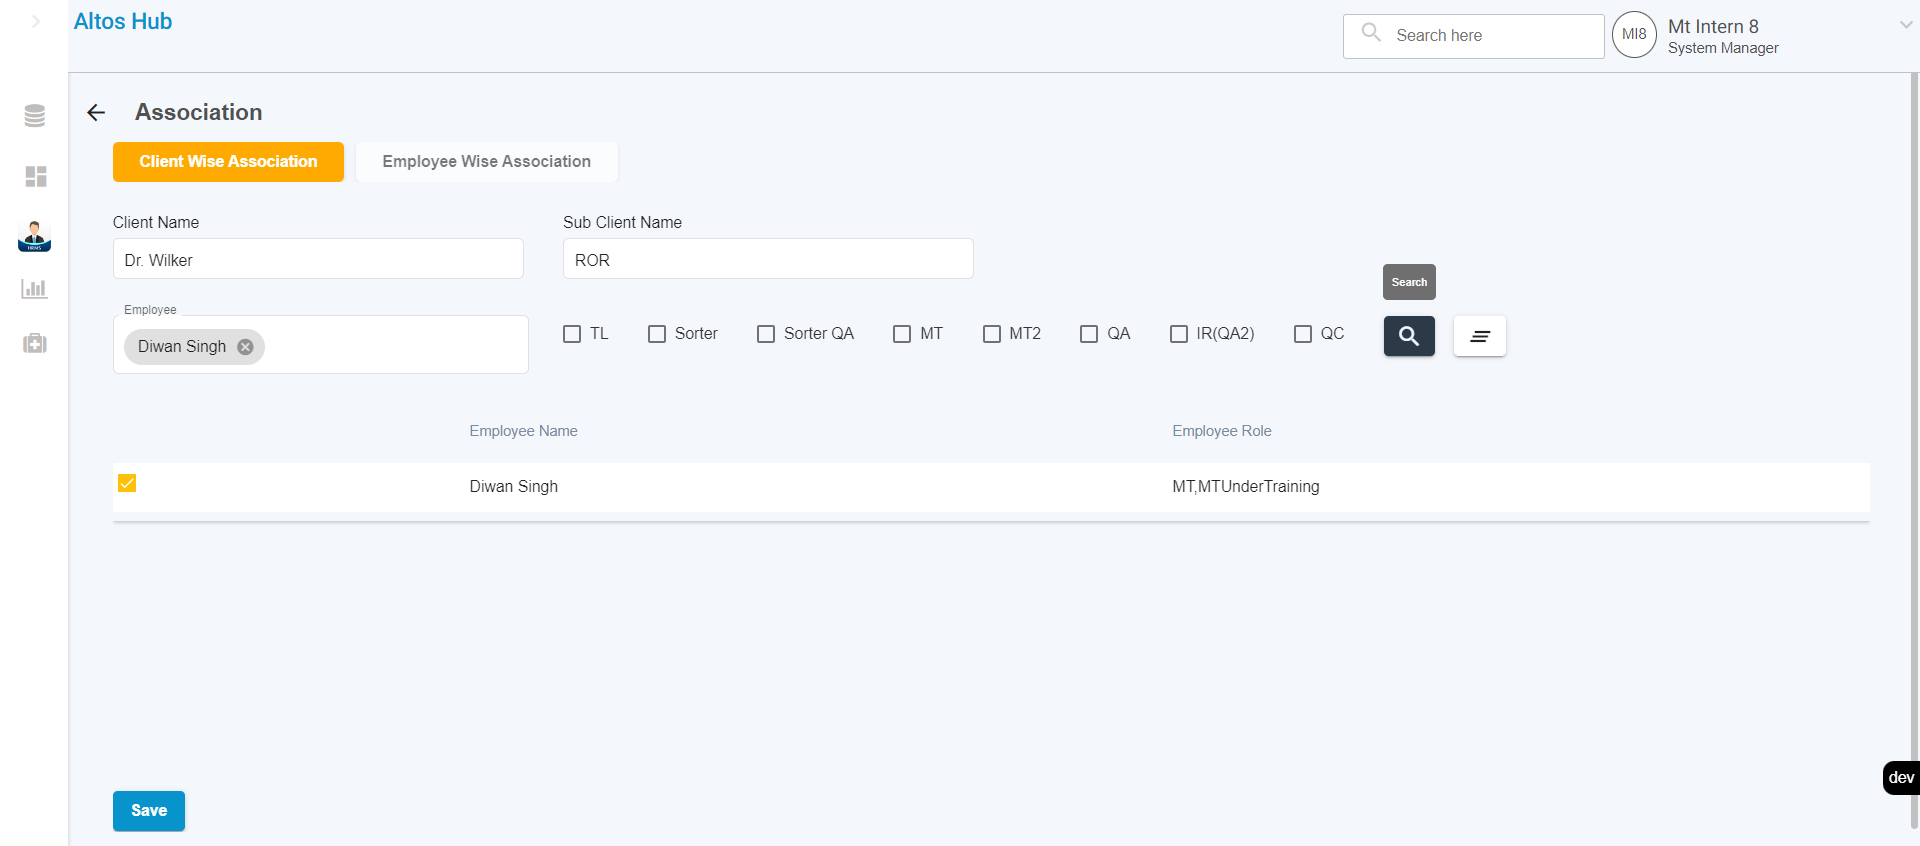 Altos Hub
Search here
MI8
Mt Intern 8
System Manager
Association
Client Wise Association
Employee Wise Association
Client Name
Sub Client Name
Dr. Wilker
ROR
Search
Employee
Diwan Singh
TL
Sorter
Sorter QA
MT
MT2
QA
IR(QA2)
QC
Employee Name
Employee Role
Diwan Singh
MT,MTUnderTraining
dev
Save
HRMS